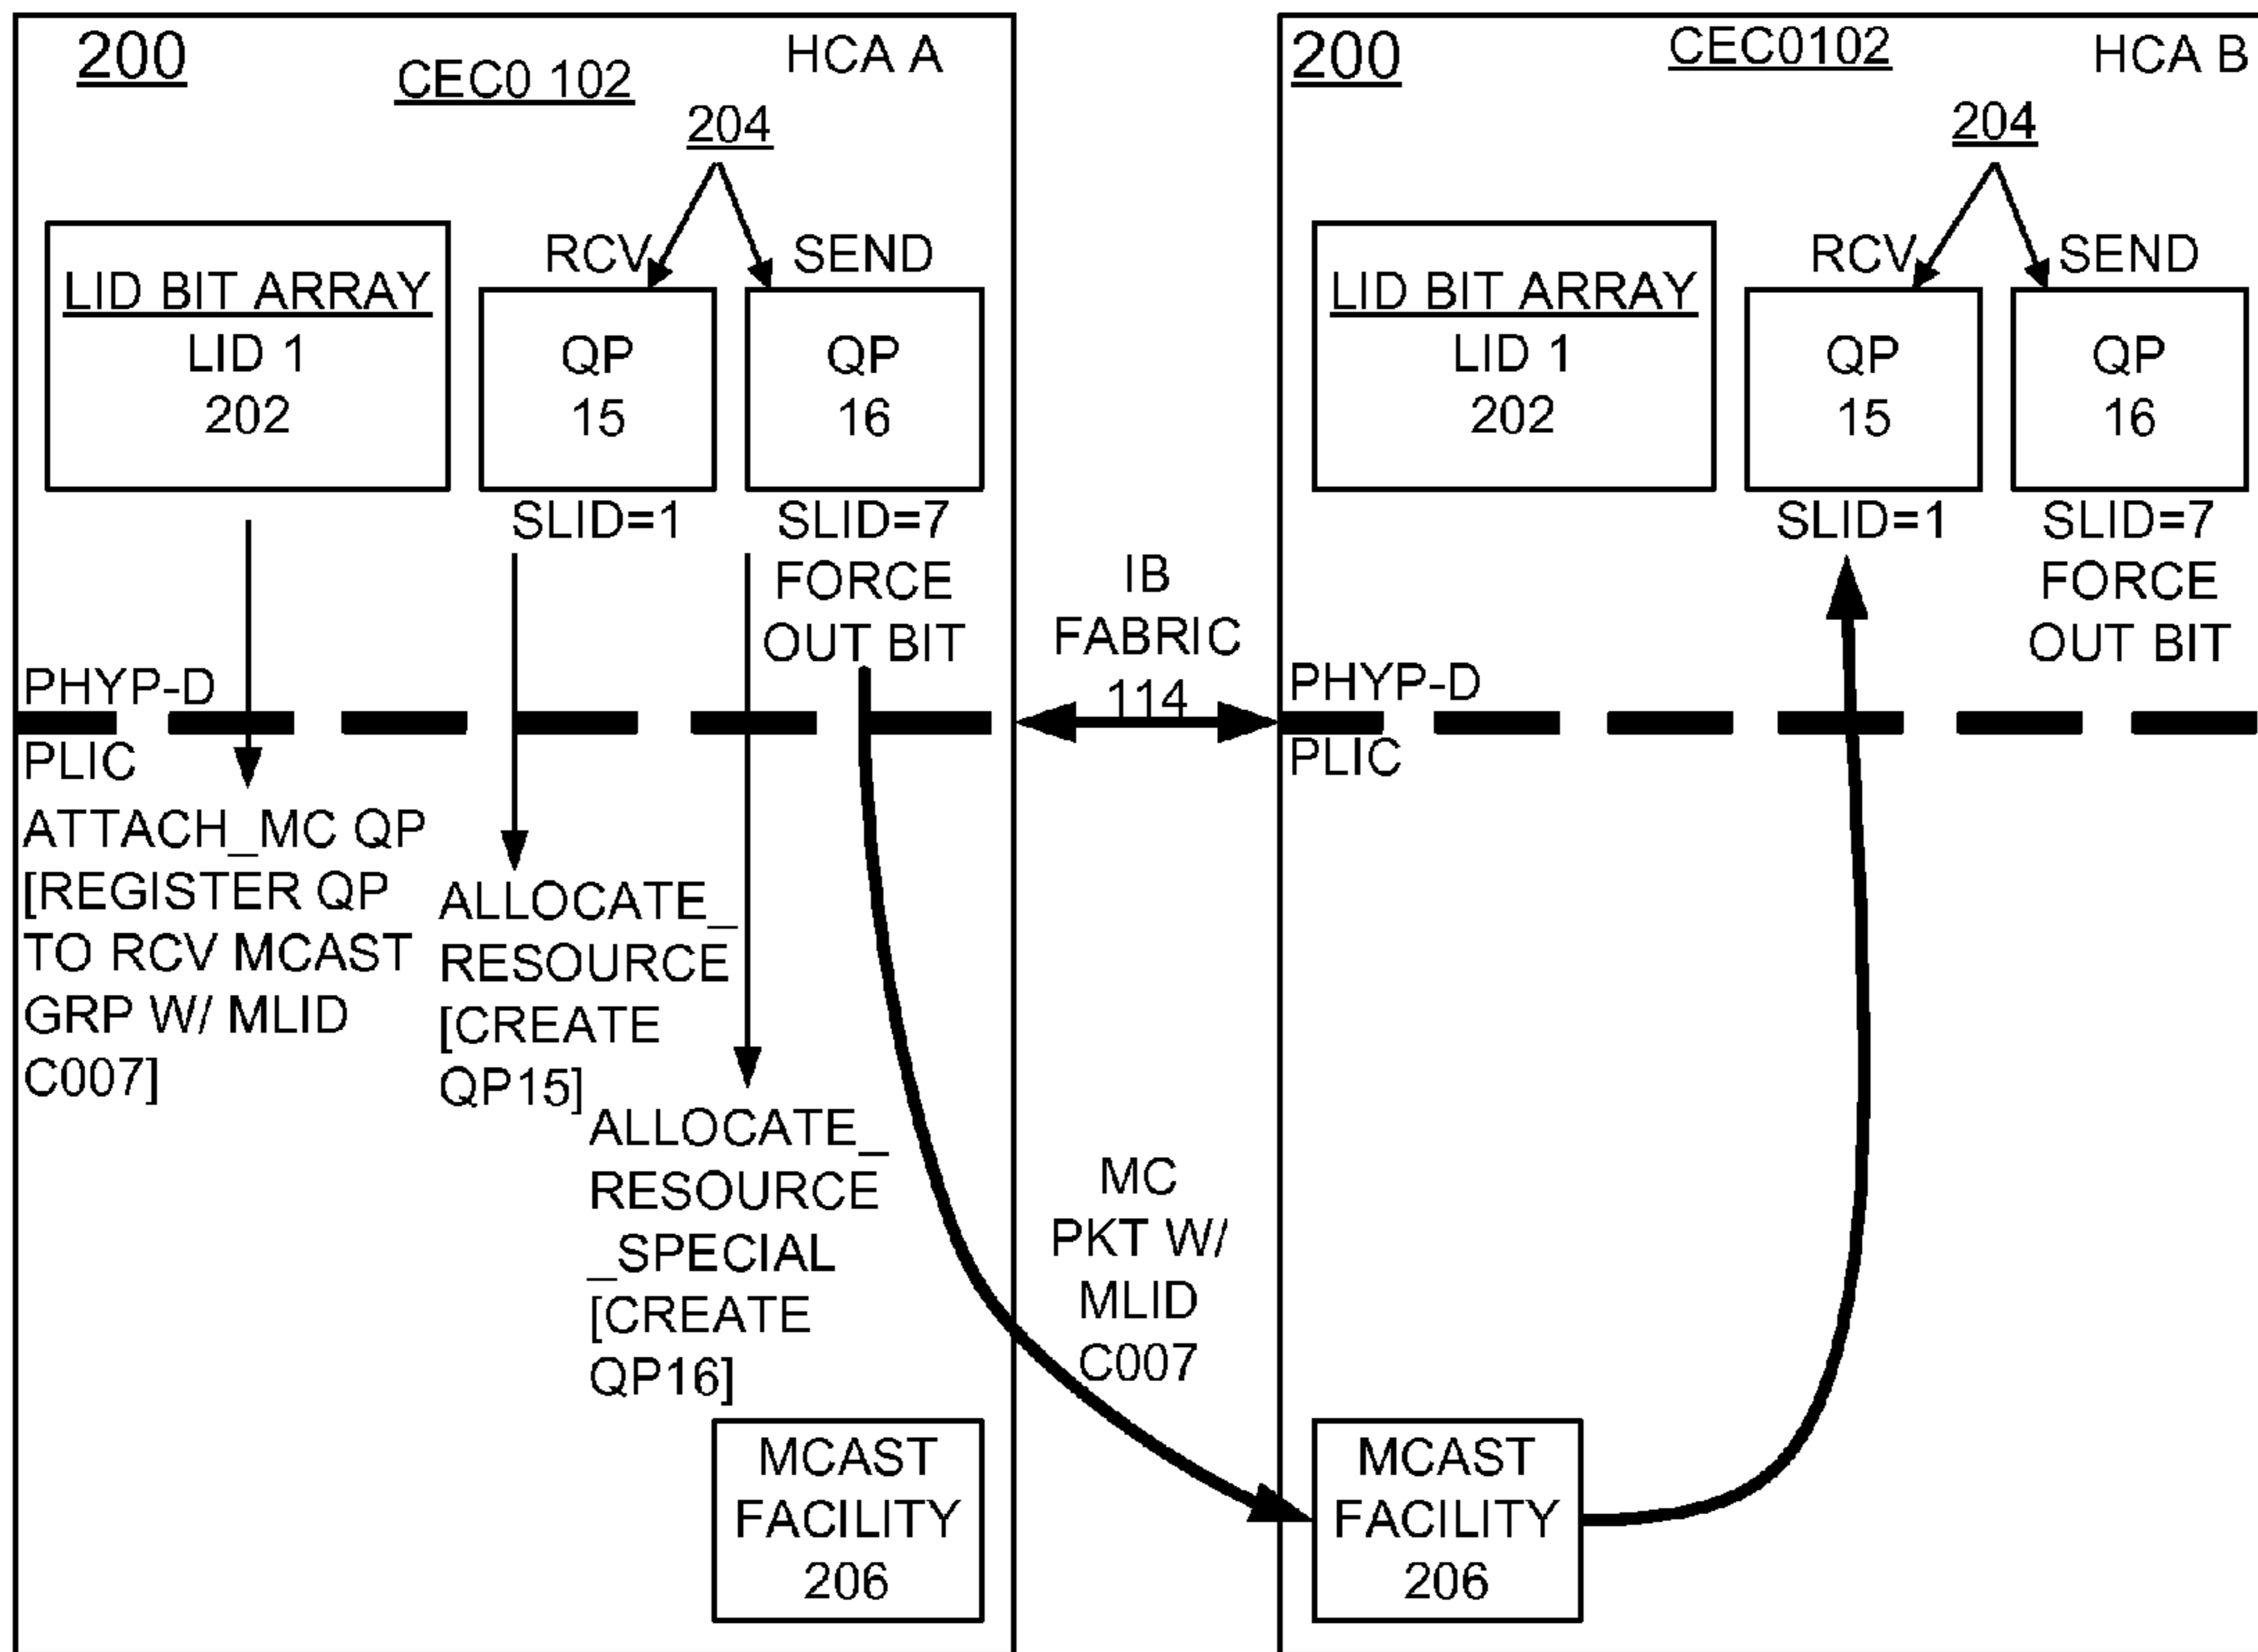 200
CEC0 102
HCA A
204
RCV
SEND
LID BIT ARRAY
LID 1
202
QP
15
QP
16
SLID=1
SLID=7
FORCE
OUT BIT
PHYP-D
PLIC
ATTACH_MC QP
[REGISTER QP
TO RCV MCAST
GRP W/ MLID
C007]
ALLOCATE_
RESOURCE
[CREATE
QP15]
ALLOCATE_
RESOURCE
_SPECIAL
[CREATE
QP16]
MCAST
FACILITY
206
IB
FABRIC
114
MC
PKT W/
MLID
C007
200
CEC0102
HCA B
204
RCV
SEND
LID BIT ARRAY
LID 1
202
QP
15
QP
16
SLID=1
SLID=7
FORCE
OUT BIT
PHYP-D
PLIC
MCAST
FACILITY
206